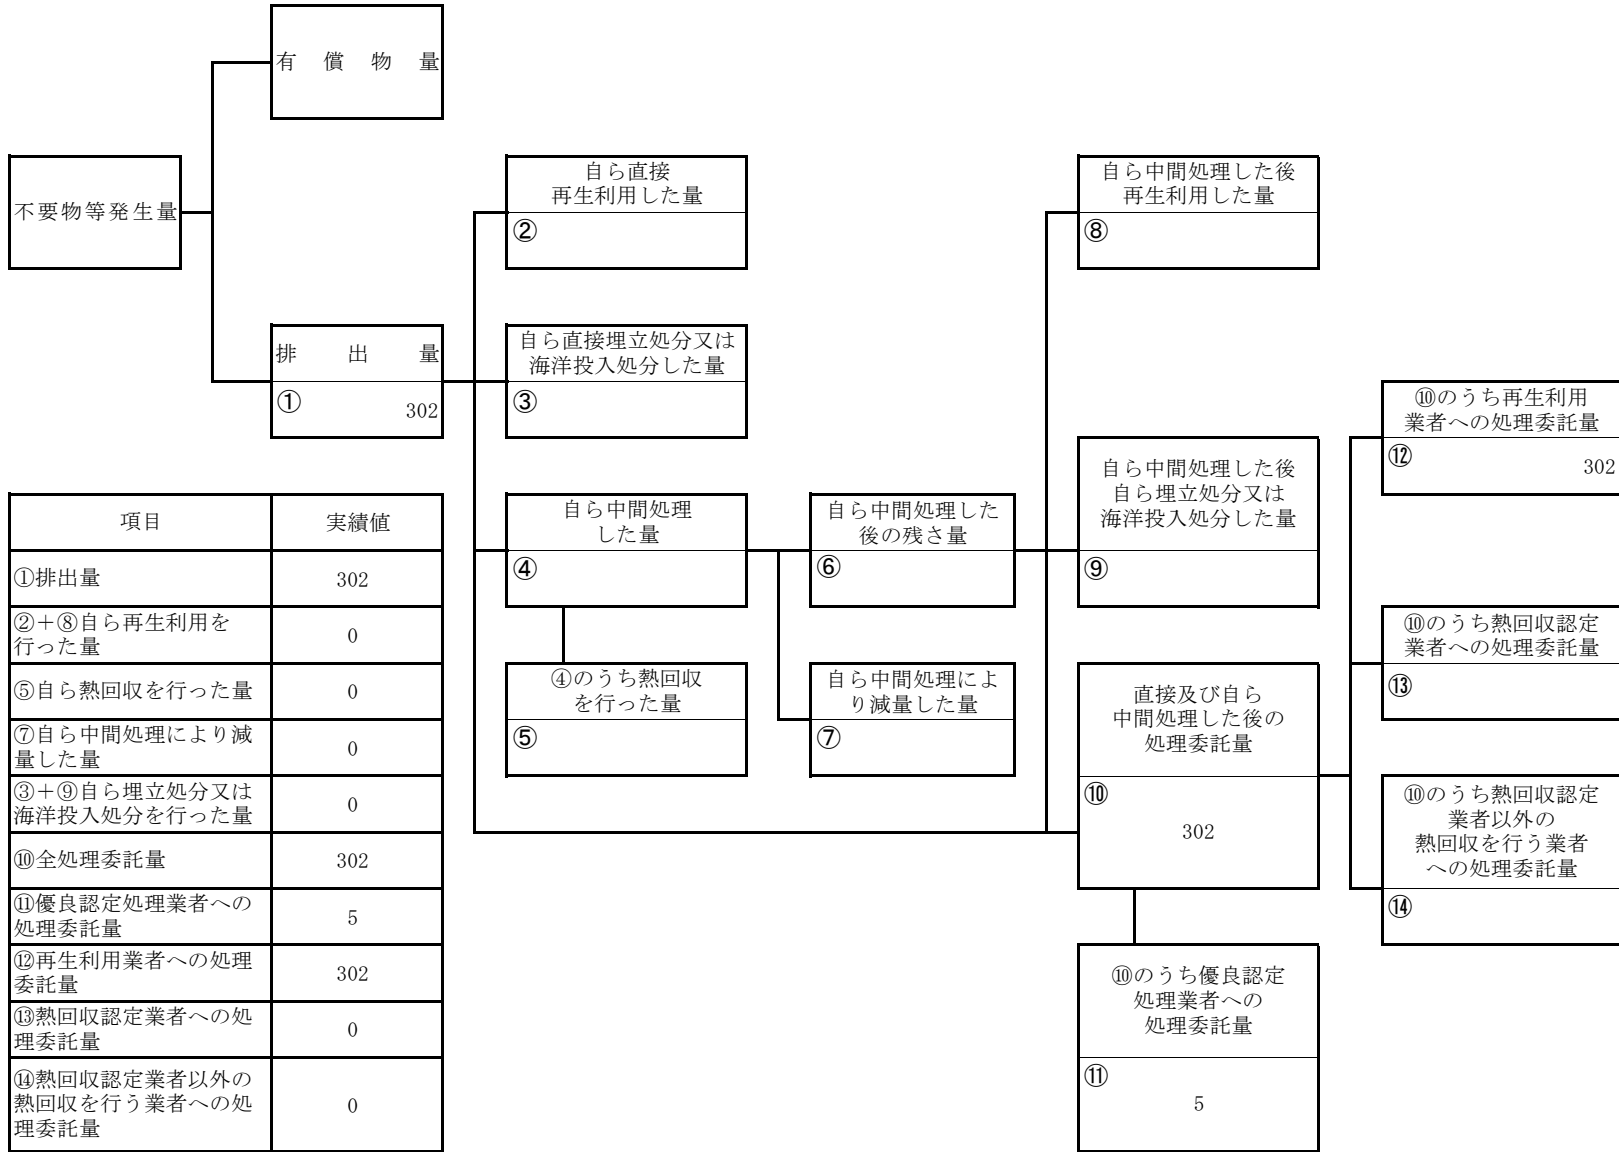 有償物量
不要物等発生量
自ら直接
再生利用した量
②
自ら中間処理した後
再生利用した量
⑧
排出量
①
302
自ら直接埋立処分又は
海洋投入処分した量
③
⑩のうち再生利用
業者への処理委託量
⑫
302
自ら中間処理
した量
④
自ら中間処理した
後の残さ量
⑥
自ら中間処理した後
自ら埋立処分又は
海洋投入処分した量
⑨
⑩のうち熱回収認定
業者への処理委託量
⑬
④のうち熱回収
を行った量
⑤
自ら中間処理によ
り減量した量
⑦
直接及び自ら
中間処理した後の
処理委託量
⑩
302
⑩のうち熱回収認定
業者以外の
熱回収を行う業者
への処理委託量
⑭
⑩のうち優良認定
処理業者への
処理委託量
⑪
5
項目 実績値
①排出量 302
②＋⑧自ら再生利用を
行った量 0
⑤自ら熱回収を行った量 0
⑦自ら中間処理により減
量した量 0
③＋⑨自ら埋立処分又は
海洋投入処分を行った量 0
⑩全処理委託量 302
⑪優良認定処理業者への
処理委託量 5
⑫再生利用業者への処理
委託量 302
⑬熱回収認定業者への処
理委託量 0
⑭熱回収認定業者以外の
熱回収を行う業者への処 0
理委託量